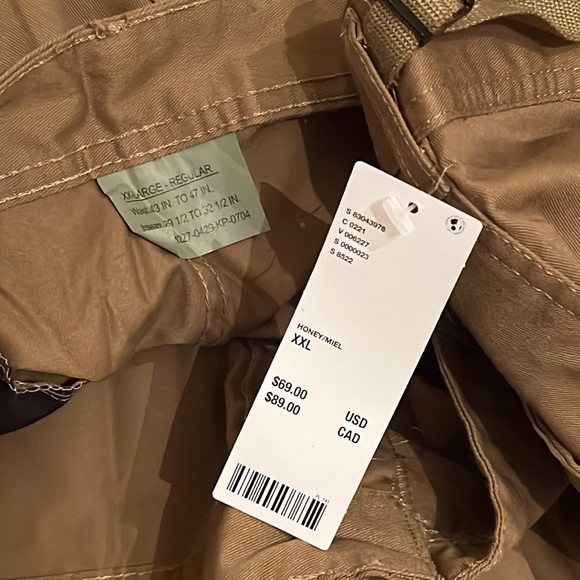 XXLARGE - REGULAR
Waist: 43 IN. TO 47 IN.
Inseam: 29 1/2 TO 32 1/2 IN.
027-0429 KP-0704
S 83043976
C 0221
V 006227
S 0000023
S 8522
HONEY/MIEL
XXL
$69.00 USD
$89.00 CAD